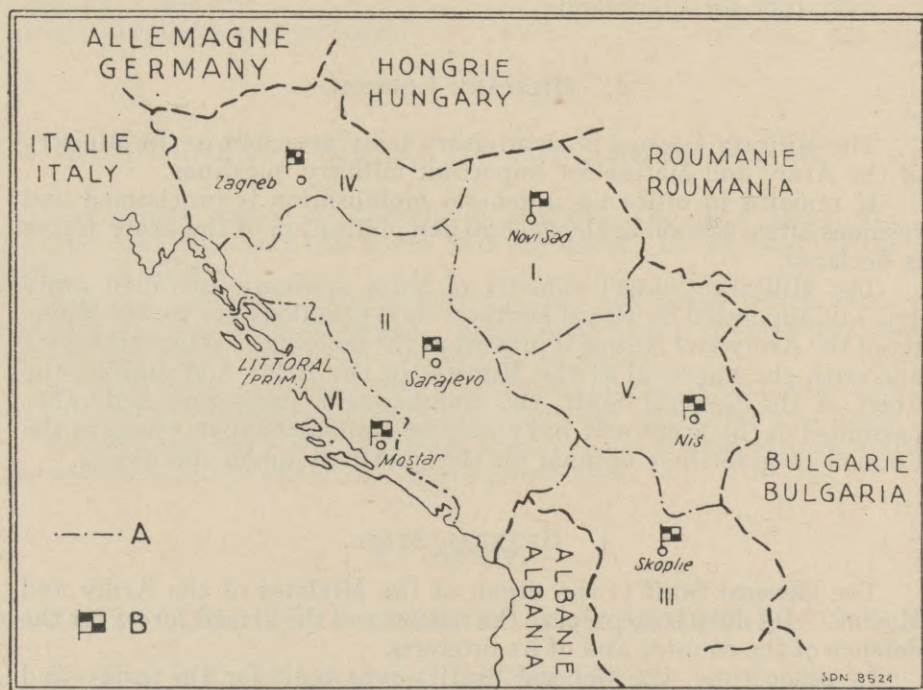 ALLEMAGNE
GERMANY
HONGRIE
HUNGARY
ITALIE
ITALY
ROUMANIE
ROUMANIA
Zagreb
IV.
Novi Sad
I.
II
LITTORAL
(PRIM.)
Sarajevo
V.
VI
Niš
Mostar
BULGARIE
BULGARIA
A
Skoplie
III
B
ALBANIE
ALBANIA
SDN 8524